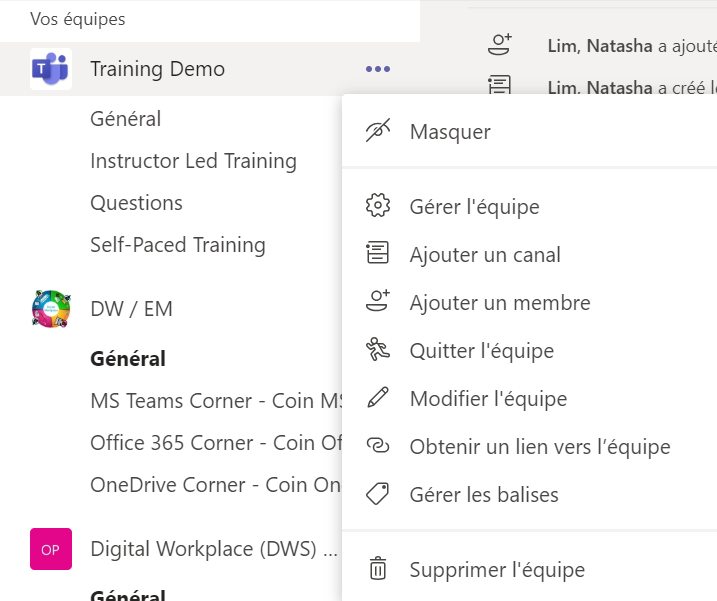 Vos équipes
T
Training Demo
Général
Instructor Led Training
Questions
Self-Paced Training
DW / EM
Général
MS Teams Corner - Coin MS
Office 365 Corner - Coin Of
OneDrive Corner - Coin On
OP
Digital Workplace (DWS) ...
Général
Lim, Natasha a ajouté
Lim, Natasha a créé l
Masquer
Gérer l'équipe
Ajouter un canal
Ajouter un membre
Quitter l'équipe
Modifier l'équipe
Obtenir un lien vers l’équipe
Gérer les balises
Supprimer l'équipe